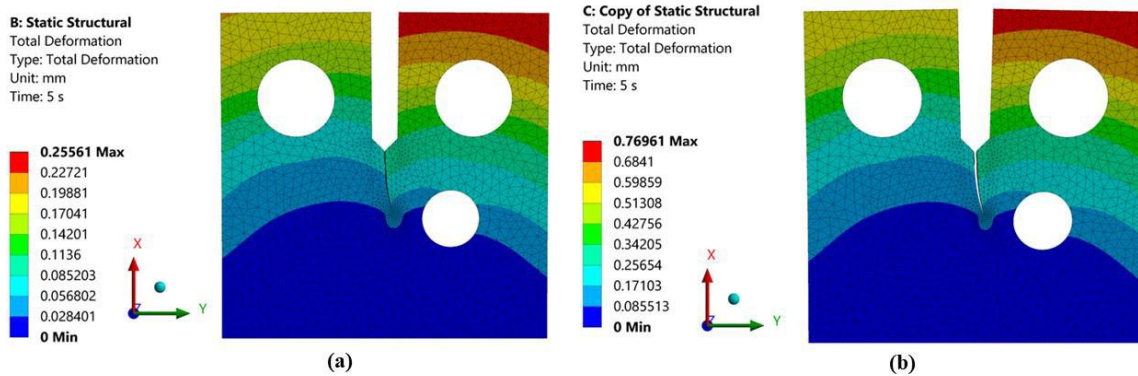 B: Static Structural
Total Deformation
Type: Total Deformation
Unit: mm
Time: 5 s
0.25561 Max
0.22721
0.19881
0.17041
0.14201
0.1136
0.085203
0.056802
0.028401
0 Min
X
Z
Y
(a)
C: Copy of Static Structural
Total Deformation
Type: Total Deformation
Unit: mm
Time: 5 s
0.76961 Max
0.6841
0.59859
0.51308
0.42756
0.34205
0.25654
0.17103
0.085513
0 Min
X
Z
Y
(b)